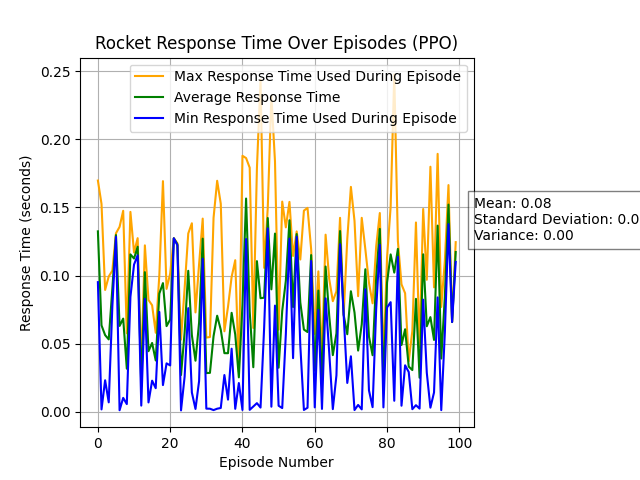 Rocket Response Time Over Episodes (PPO)
Max Response Time Used During Episode
Average Response Time
Min Response Time Used During Episode
0.25
0.20
0.15
0.10
0.05
0.00
Response Time (seconds)
Mean: 0.08
Standard Deviation: 0.0
Variance: 0.00
0 20 40 60 80 100
Episode Number